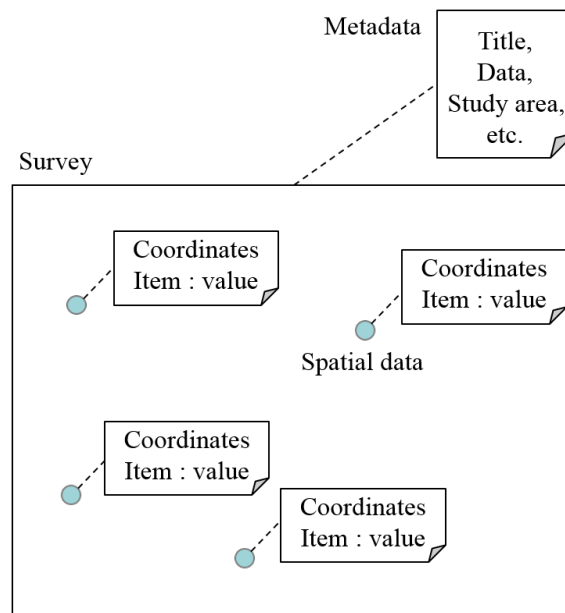 Metadata
Title,
Data,
Study area,
etc.
Survey
Coordinates
Item : value
Coordinates
Item : value
Spatial data
Coordinates
Item : value
Coordinates
Item : value